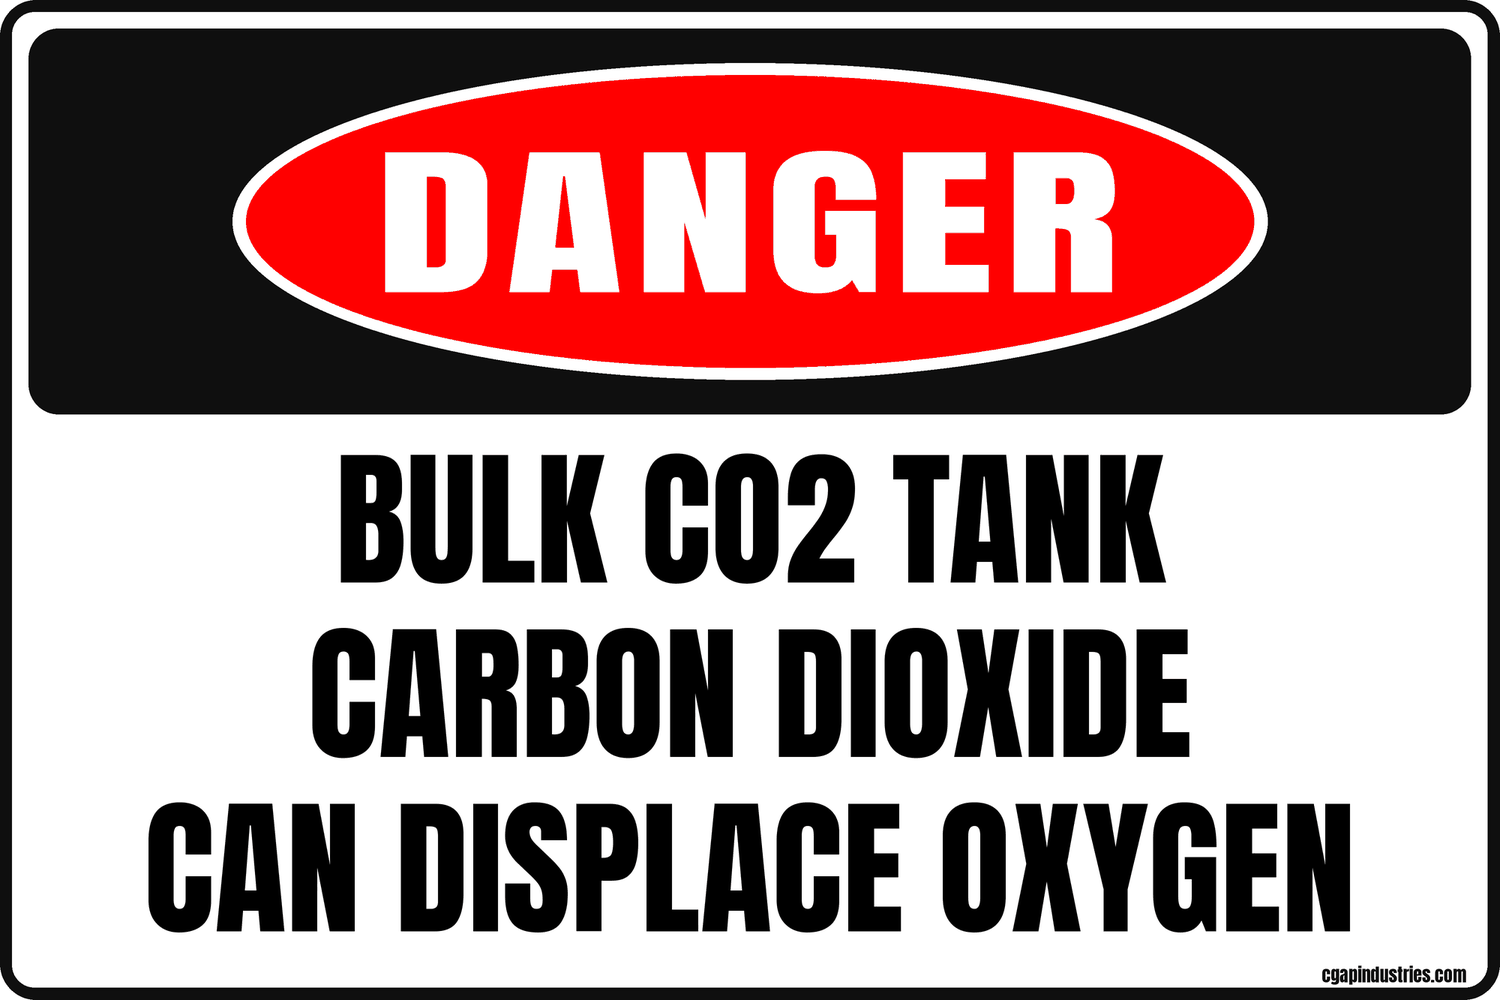 DANGER
BULK CO2 TANK
CARBON DIOXIDE
CAN DISPLACE OXYGEN
cgapindustries.com